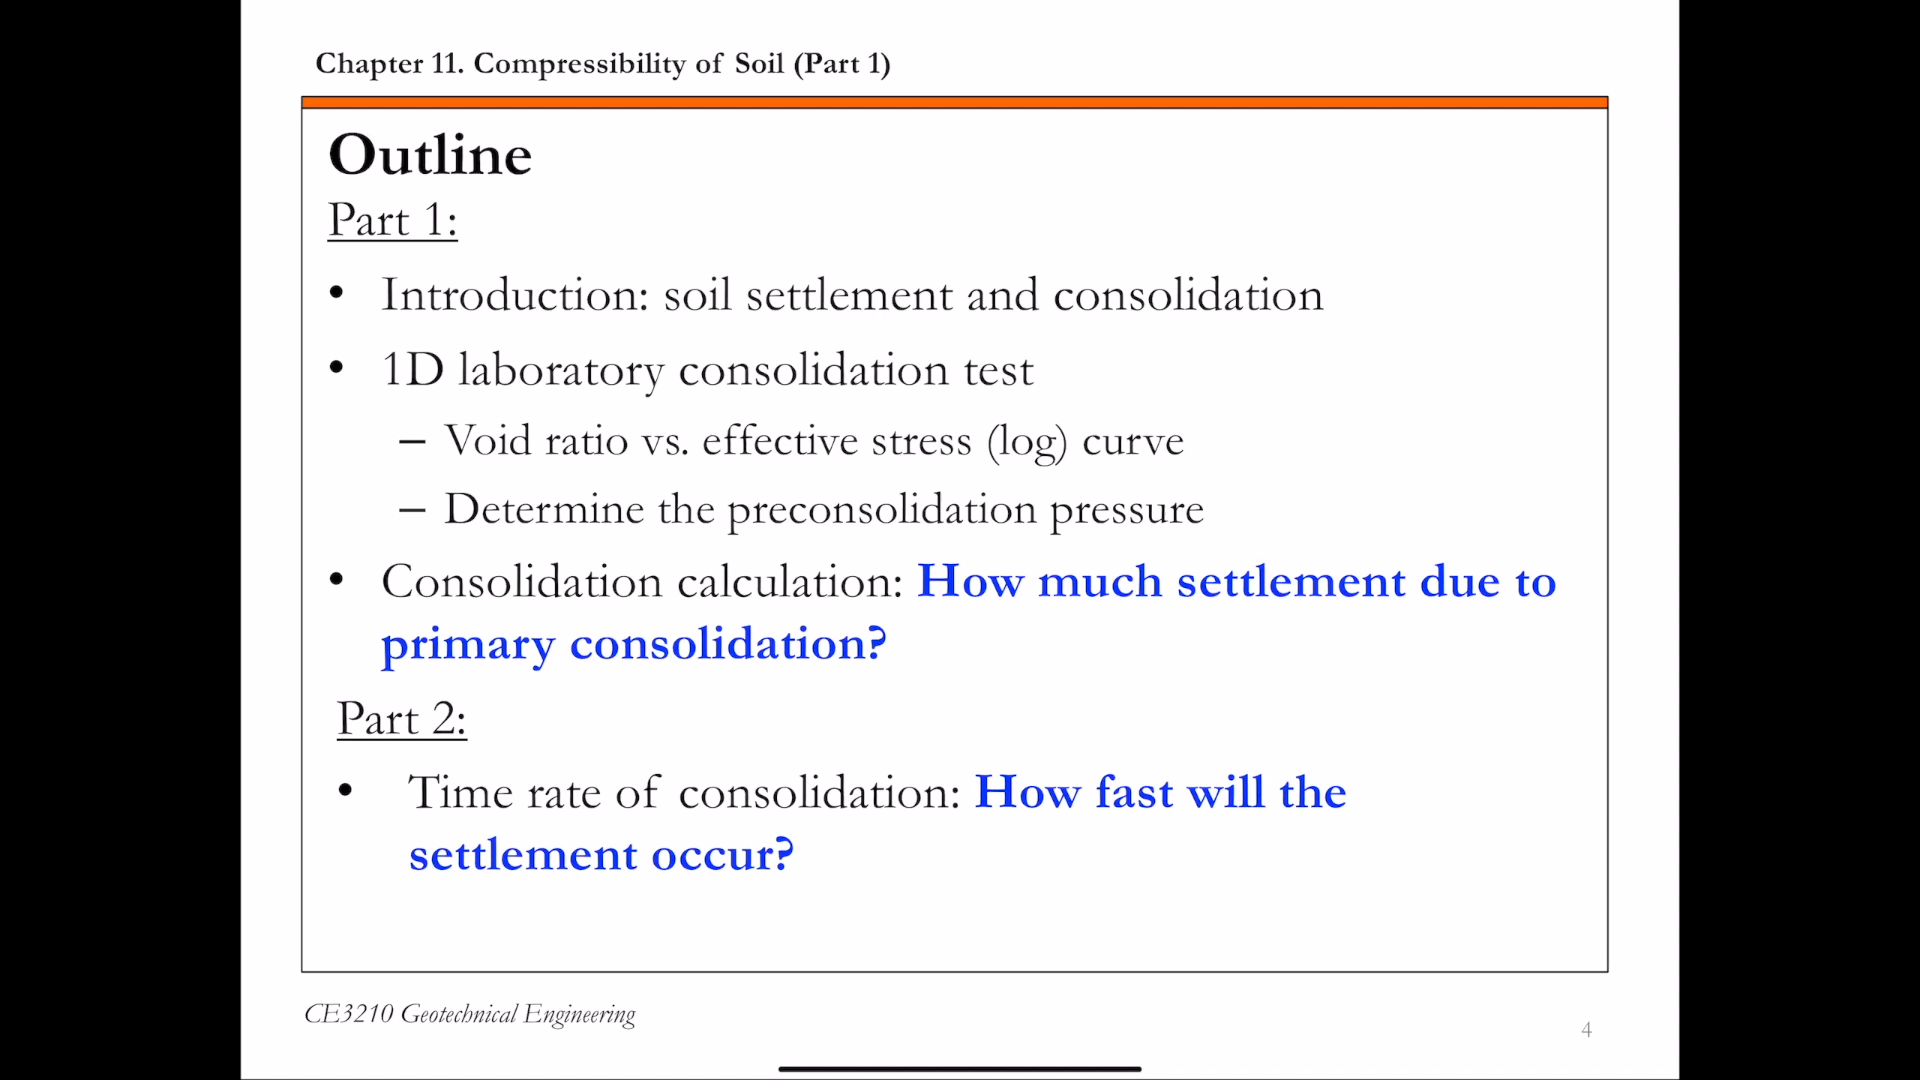 Chapter 11. Compressibility of Soil (Part 1)
Outline
Part 1:
• Introduction: soil settlement and consolidation
• 1D laboratory consolidation test
– Void ratio vs. effective stress (log) curve
– Determine the preconsolidation pressure
• Consolidation calculation: How much settlement due to
primary consolidation?
Part 2:
• Time rate of consolidation: How fast will the
settlement occur?
CE3210 Geotechnical Engineering
4